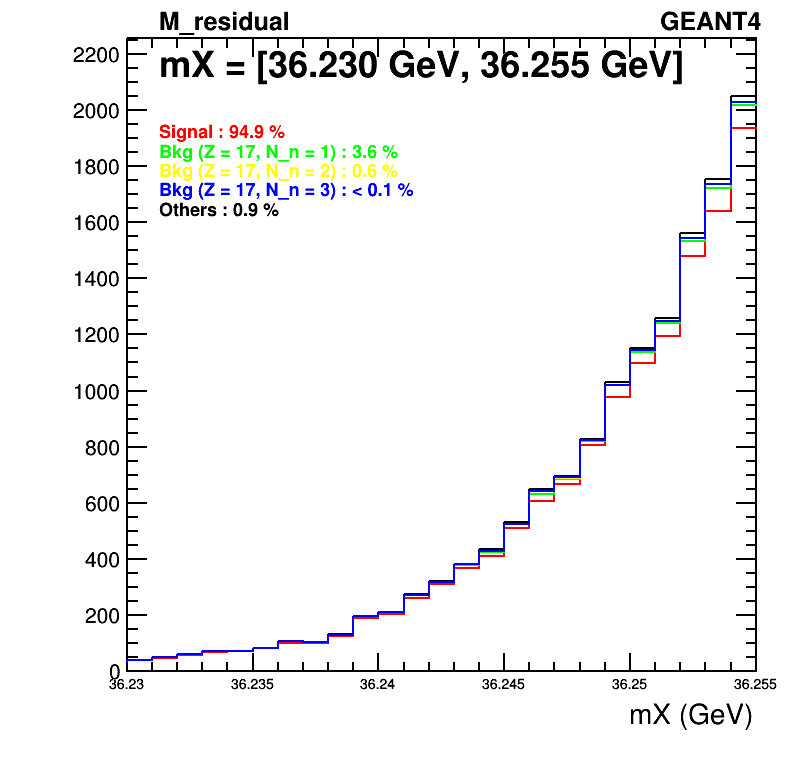 M_residual
GEANT4
mX = [36.230 GeV, 36.255 GeV]
Signal : 94.9 %
Bkg (Z = 17, N_n = 1) : 3.6 %
Bkg (Z = 17, N_n = 2) : 0.6 %
Bkg (Z = 17, N_n = 3) : < 0.1 %
Others : 0.9 %
2200
2000
1800
1600
1400
1200
1000
800
600
400
200
0
36.23 36.235 36.24 36.245 36.25 36.255
mX (GeV)